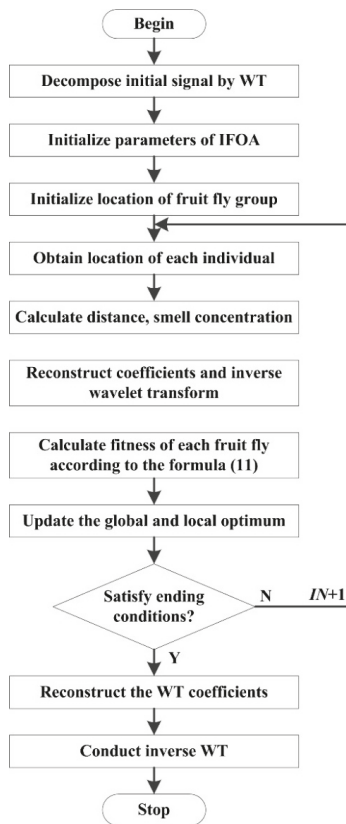 Begin
Decompose initial signal by WT
Initialize parameters of IFOA
Initialize location of fruit fly group
Obtain location of each individual
Calculate distance, smell concentration
Reconstruct coefficients and inverse
wavelet transform
Calculate fitness of each fruit fly
according to the formula (11)
Update the global and local optimum
Satisfy ending
conditions?
N
IN+1
Y
Reconstruct the WT coefficients
Conduct inverse WT
Stop